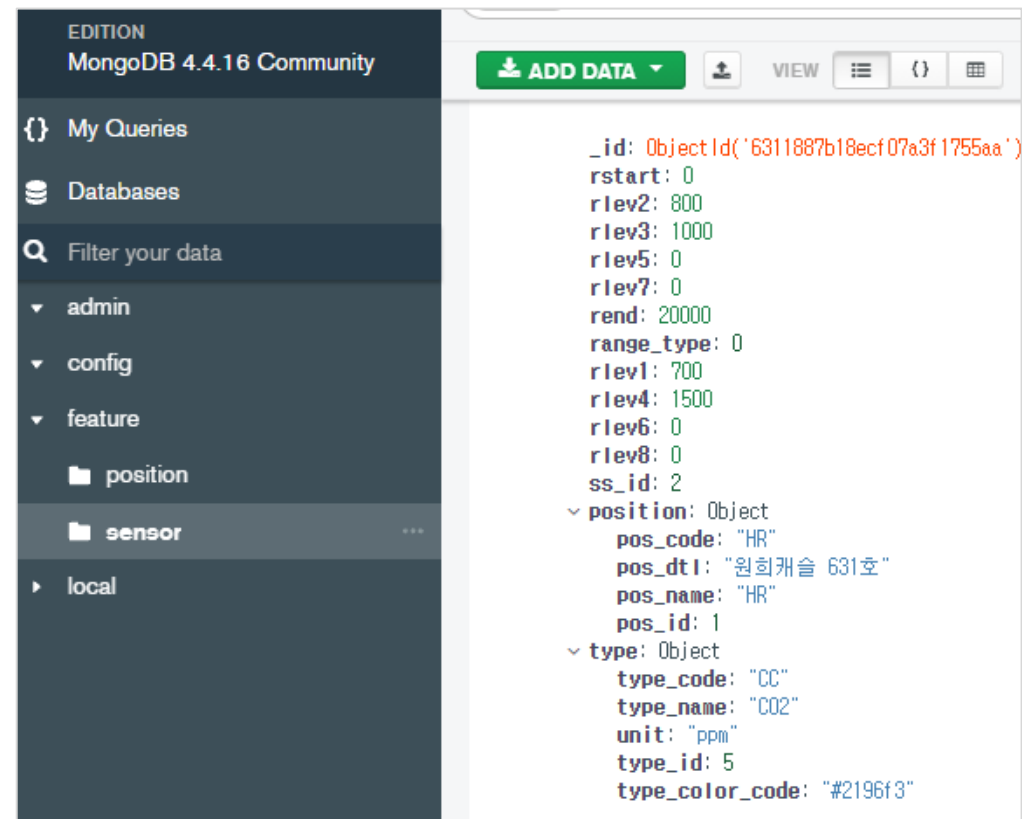 EDITION
MongoDB 4.4.16 Community
{} My Queries
Databases
Filter your data
admin
config
feature
position
sensor
local
ADD DATA
VIEW
{}
_id: ObjectId('6311887b18ecf07a3f1755aa')
rstart: 0
rlev2: 800
rlev3: 1000
rlev5: 0
rlev7: 0
rend: 20000
range_type: 0
rlev1: 700
rlev4: 1500
rlev6: 0
rlev8: 0
ss_id: 2
position: Object
pos_code: "HR"
pos_dtl: "원희캐슬 631호"
pos_name: "HR"
pos_id: 1
type: Object
type_code: "CC"
type_name: "CO2"
unit: "ppm"
type_id: 5
type_color_code: "#2196f3"